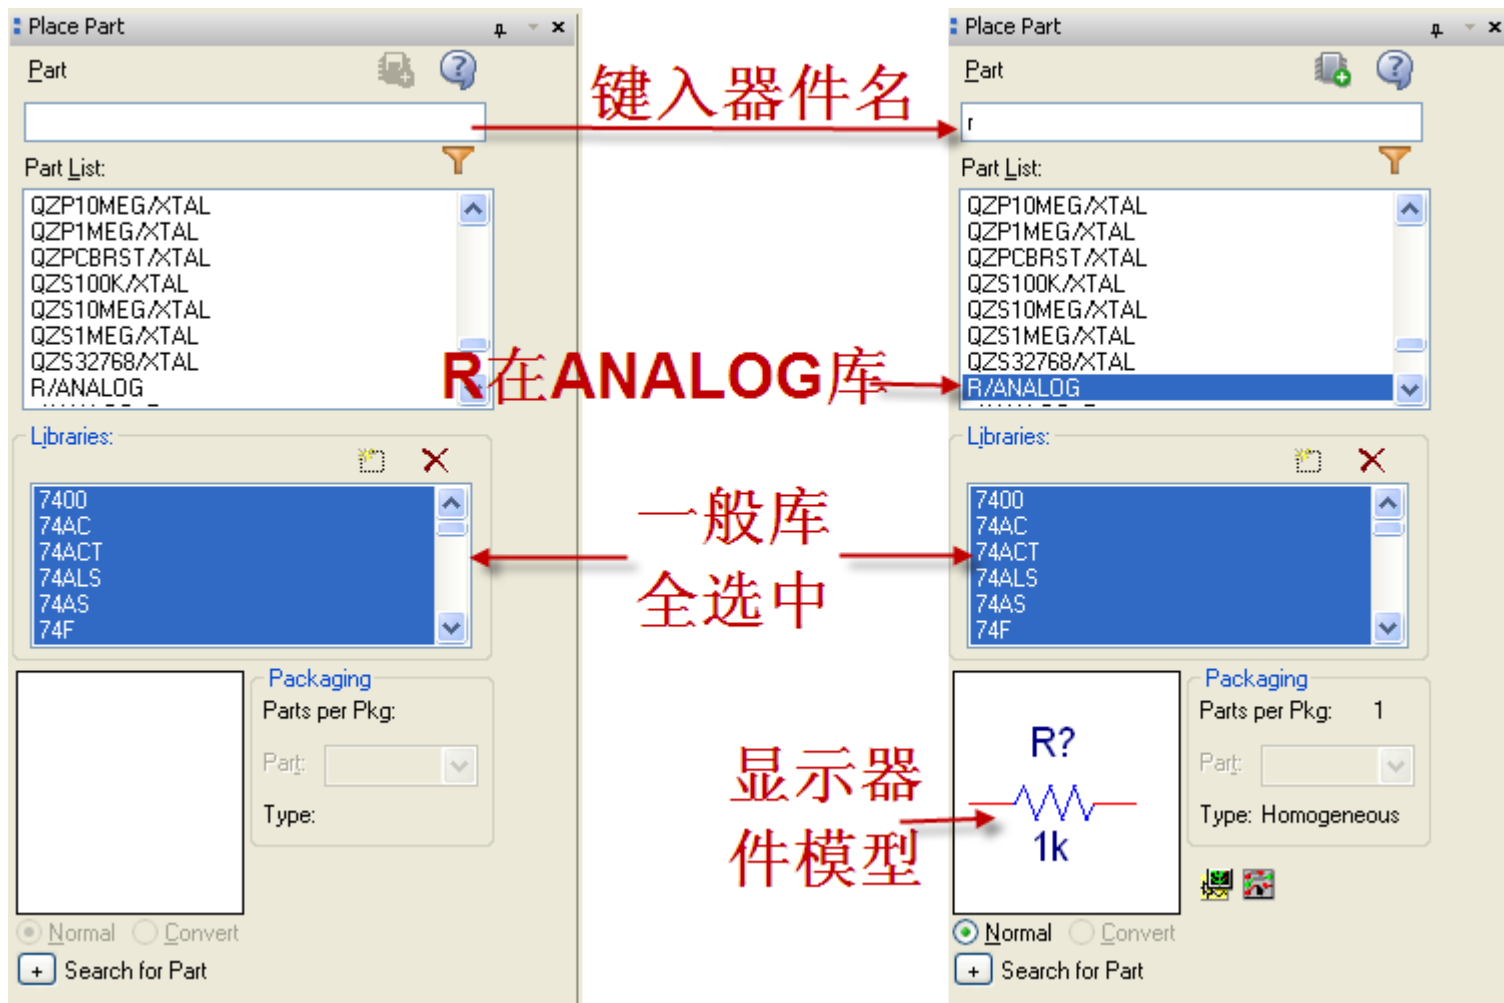 Place Part
Part
Part List:
QZP10MEG/XTAL
QZP1MEG/XTAL
QZPCBRST/XTAL
QZS100K/XTAL
QZS10MEG/XTAL
QZS1MEG/XTAL
QZS32768/XTAL
R/ANALOG
Libraries:
7400
74AC
74ACT
74ALS
74AS
74F
Packaging
Parts per Pkg:
Part:
Type:
Normal Convert
+ Search for Part
键入器件名
R在ANALOG库
一般库
全选中
显示器
件模型
Place Part
Part
r
Part List:
QZP10MEG/XTAL
QZP1MEG/XTAL
QZPCBRST/XTAL
QZS100K/XTAL
QZS10MEG/XTAL
QZS1MEG/XTAL
QZS32768/XTAL
R/ANALOG
Libraries:
7400
74AC
74ACT
74ALS
74AS
74F
R?
1k
Packaging
Parts per Pkg: 1
Part:
Type: Homogeneous
Normal Convert
+ Search for Part